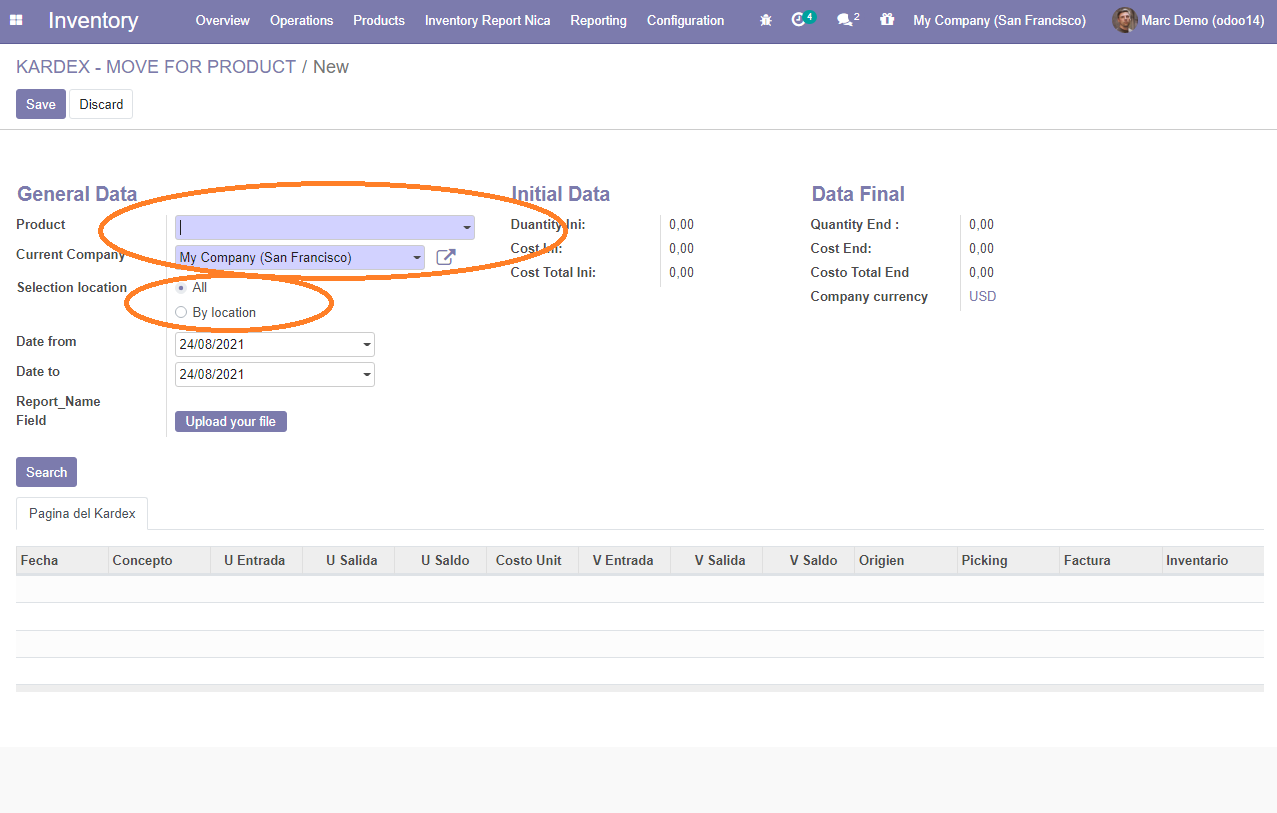 Inventory Overview Operations Products Inventory Report Nica Reporting Configuration 4 2 My Company (San Francisco) Marc Demo (odoo14)
KARDEX - MOVE FOR PRODUCT / New
Save Discard
General Data Initial Data Data Final
Product Duantity Ini: 0,00 Quantity End : 0,00
Current Company My Company (San Francisco) Cost Ini: 0,00 Cost End: 0,00
Cost Total Ini: 0,00 Costo Total End 0,00
Selection location All Company currency USD
By location
Date from 24/08/2021
Date to 24/08/2021
Report_Name
Field Upload your file
Search
Pagina del Kardex
Fecha Concepto U Entrada U Salida U Saldo Costo Unit V Entrada V Salida V Saldo Origien Picking Factura Inventario